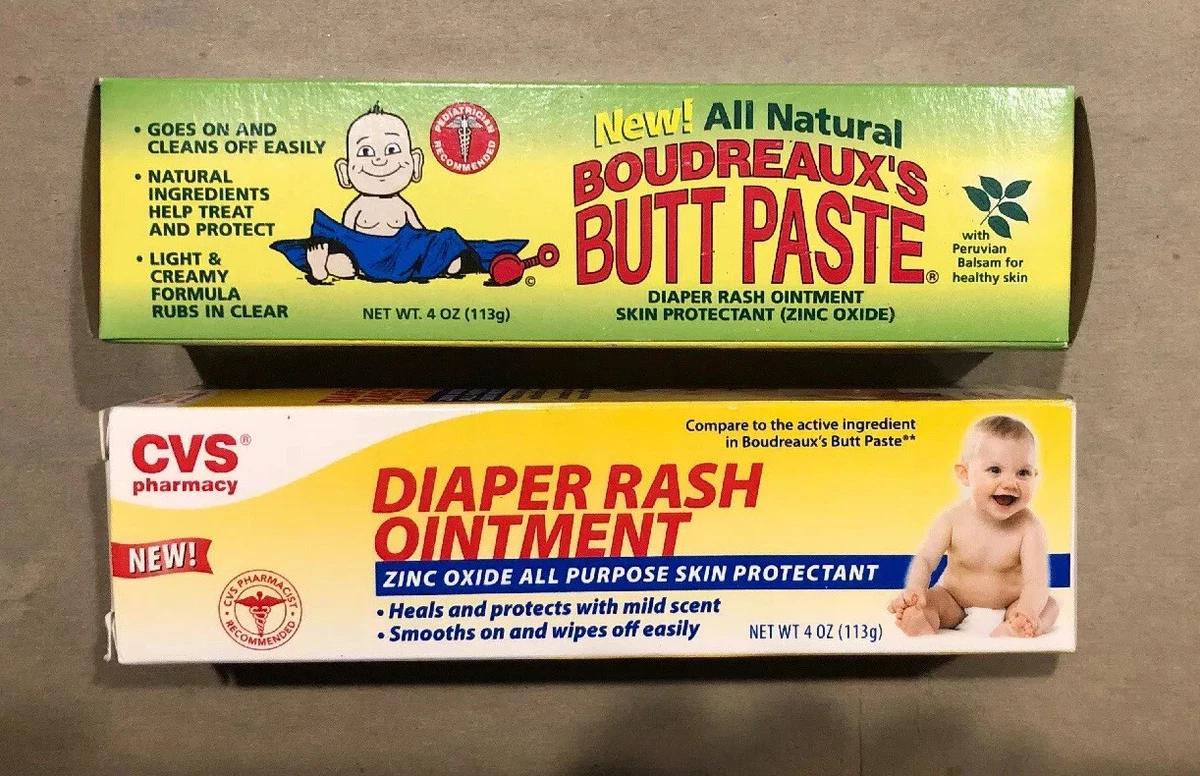 • GOES ON AND
CLEANS OFF EASILY
• NATURAL
INGREDIENTS
HELP TREAT
AND PROTECT
• LIGHT &
CREAMY
FORMULA
RUBS IN CLEAR
PEDIATRICIAN
RECOMMENDED
©
NET WT. 4 OZ (113g)
New! All Natural
BOUDREAUX'S
BUTT PASTE®
DIAPER RASH OINTMENT
SKIN PROTECTANT (ZINC OXIDE)
with
Peruvian
Balsam for
healthy skin
CVS®
pharmacy
NEW!
CVS PHARMACIST
RECOMMENDED
Compare to the active ingredient
in Boudreaux's Butt Paste®*
DIAPER RASH
OINTMENT
ZINC OXIDE ALL PURPOSE SKIN PROTECTANT
• Heals and protects with mild scent
• Smooths on and wipes off easily
NET WT 4 OZ (113g)